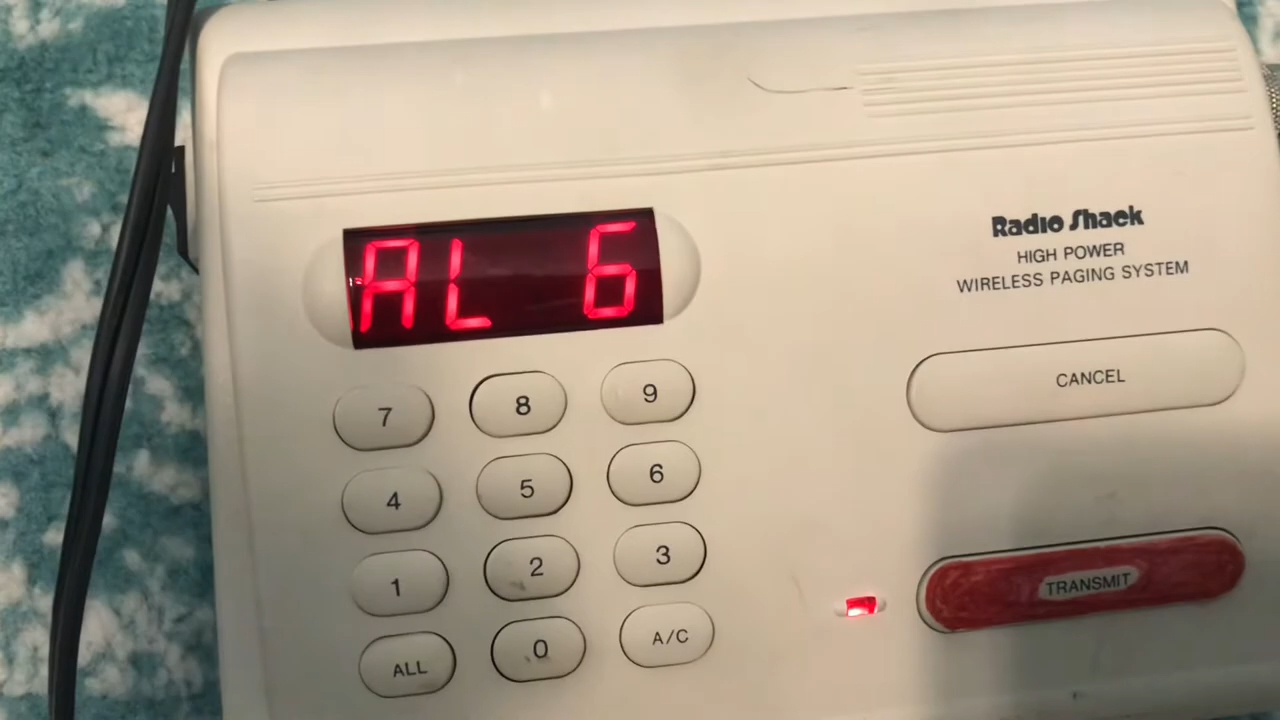 AL 6
Radio Shack
HIGH POWER
WIRELESS PAGING SYSTEM
7 8 9
CANCEL
4 5 6
1 2 3
TRANSMIT
ALL 0 A/C